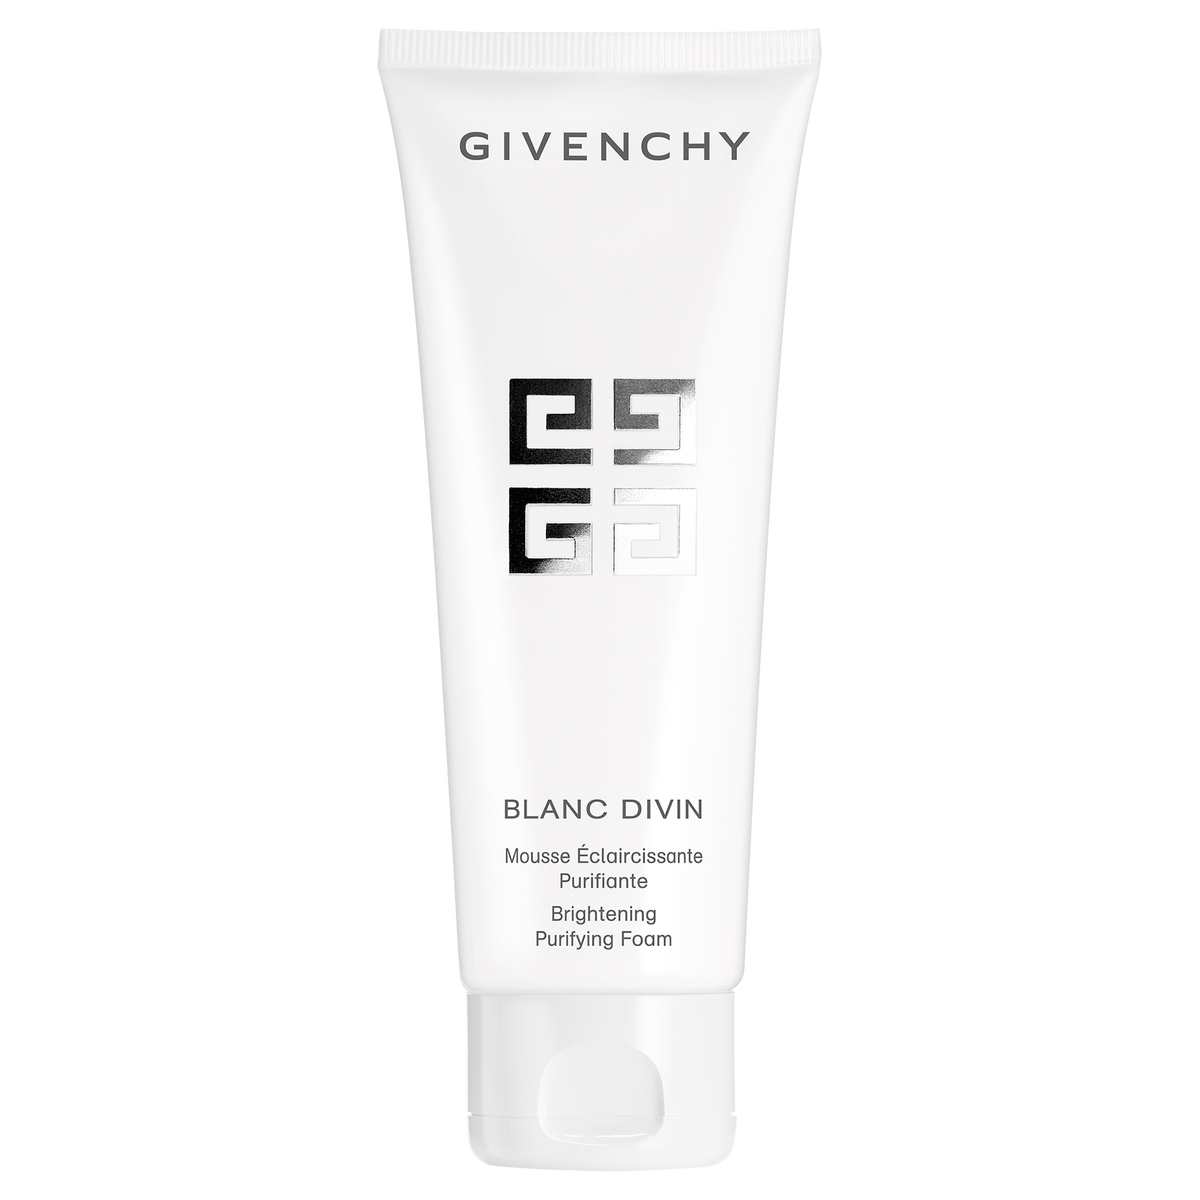 GIVENCHY
BLANC DIVIN
Mousse Éclaircissante
Purifiante
Brightening
Purifying Foam